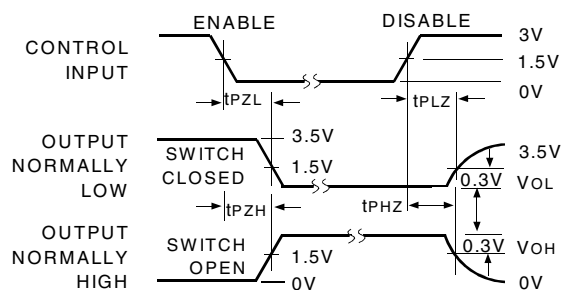 ENABLE DISABLE
CONTROL INPUT
3V
1.5V
0V
tPZL tPLZ
OUTPUT NORMALLY LOW
SWITCH CLOSED
3.5V
1.5V
3.5V
0.3V VOL
tPZH tPHZ
OUTPUT NORMALLY HIGH
SWITCH OPEN
1.5V
0V
0.3V VOH
0V